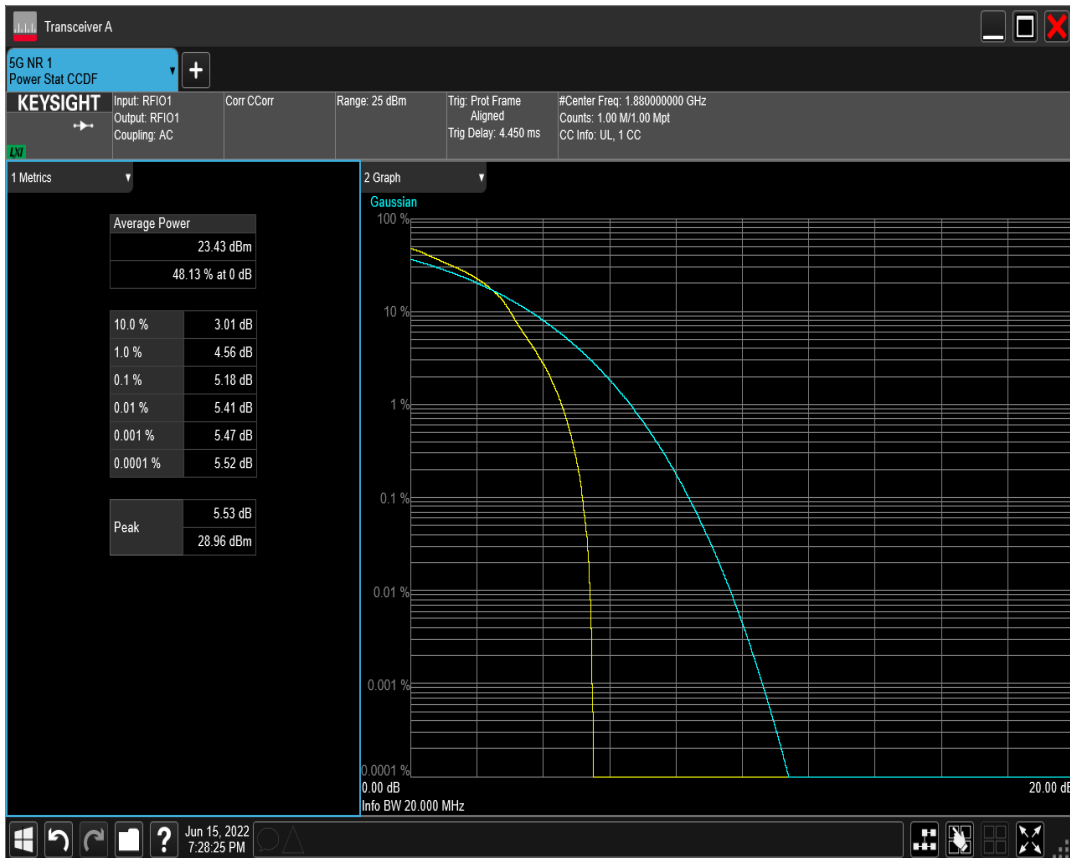 Transceiver A
5G NR 1
Power Stat CCDF
+
KEYSIGHT
LXI
Input: RFIO1
Output: RFIO1
Coupling: AC
Corr CCorr
Range: 25 dBm
Trig: Prot Frame
Aligned
Trig Delay: 4.450 ms
#Center Freq: 1.880000000 GHz
Counts: 1.00 M/1.00 Mpt
CC Info: UL, 1 CC
1 Metrics
Average Power
23.43 dBm
48.13 % at 0 dB
10.0 % 3.01 dB
1.0 % 4.56 dB
0.1 % 5.18 dB
0.01 % 5.41 dB
0.001 % 5.47 dB
0.0001 % 5.52 dB
Peak
5.53 dB
28.96 dBm
2 Graph
Gaussian
100 %
10 %
1 %
0.1 %
0.01 %
0.001 %
0.0001 %
0.00 dB
20.00 dB
Info BW 20.000 MHz
?
Jun 15, 2022
7:28:25 PM